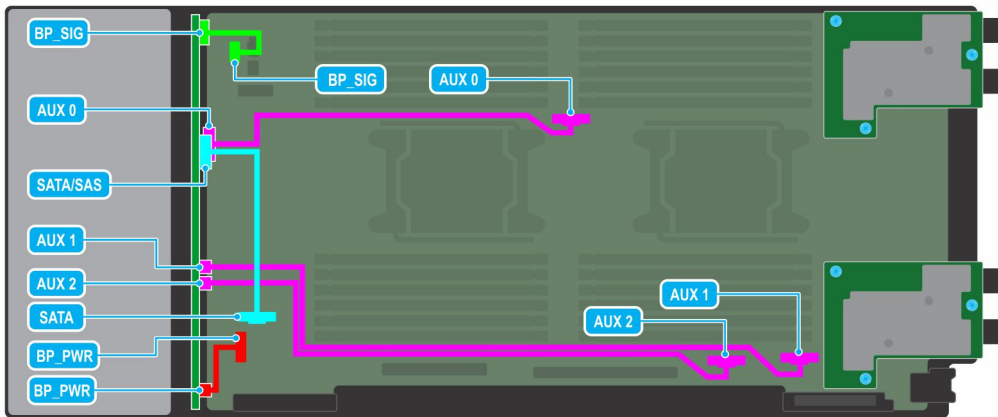 BP_SIG
BP_SIG
AUX 0
AUX 0
SATA/SAS
AUX 1
AUX 2
SATA
BP_PWR
BP_PWR
AUX 1
AUX 2